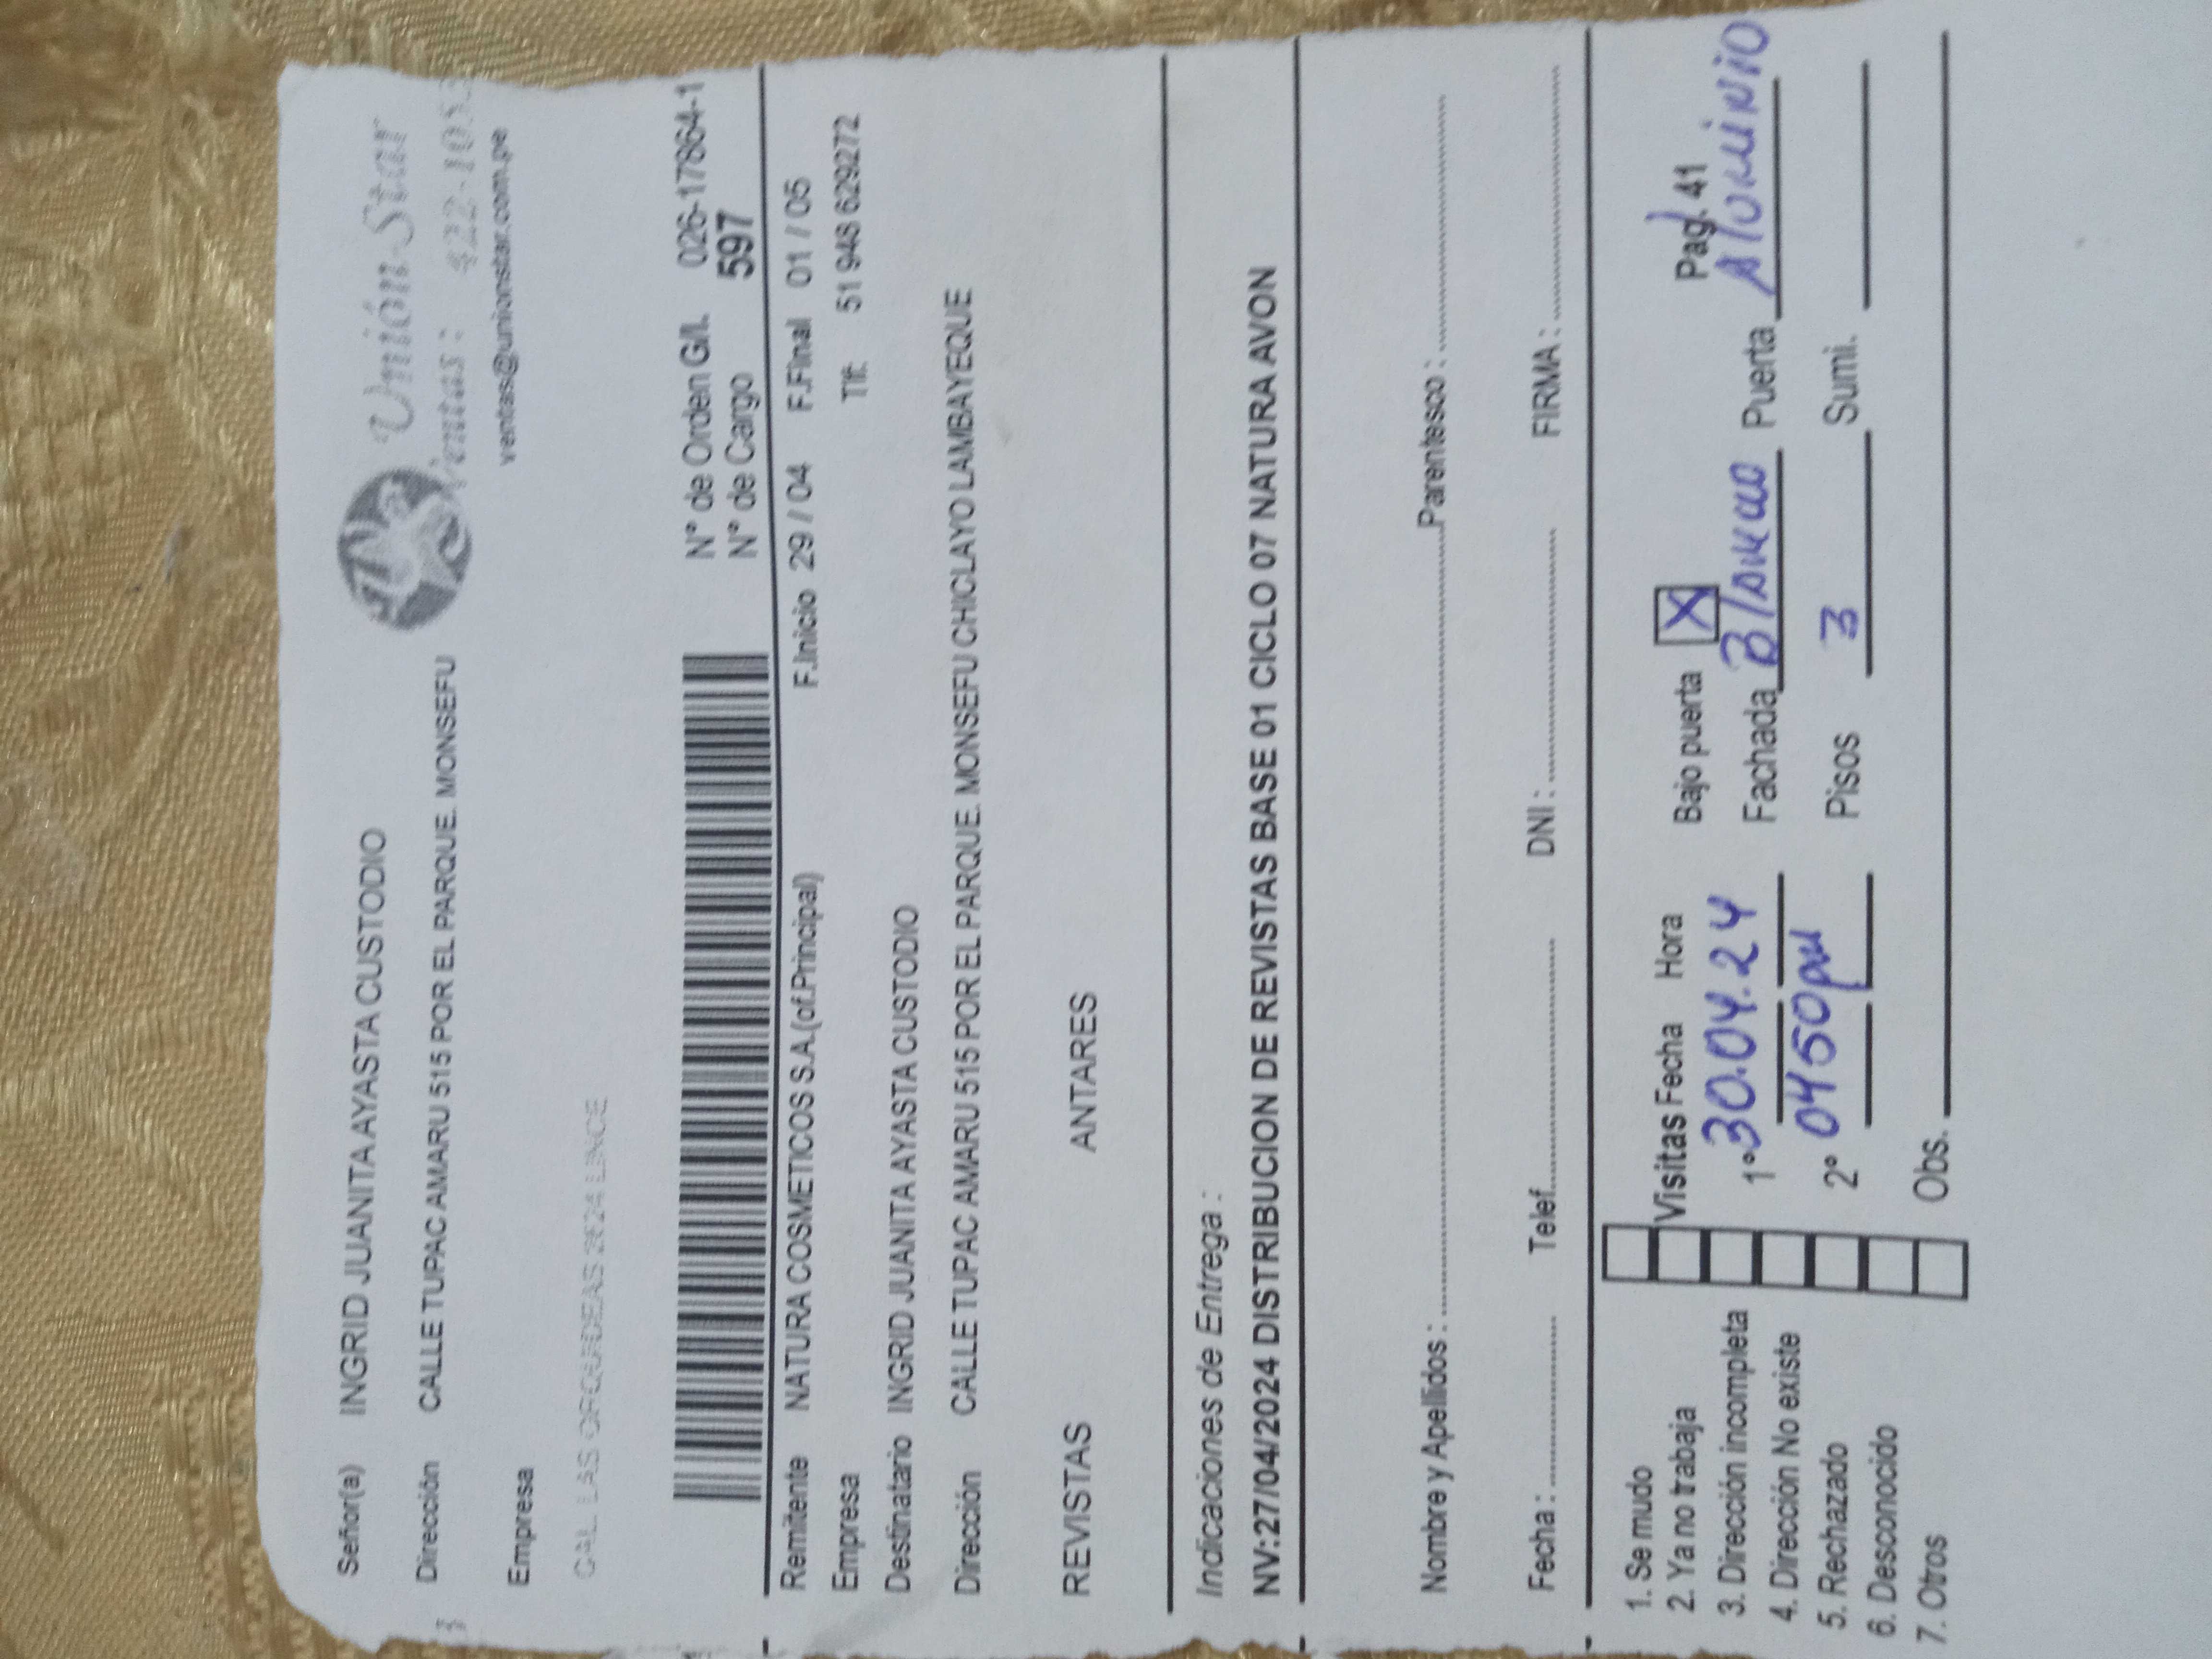 Señor(a) INGRID JUANITA AYASTA CUSTODIO
Unión-Star
Dirección CALLE TUPAC AMARU 515 POR EL PARQUE. MONSEFU
Ventas : 422-105
ventas@unionstar.com.pe
Empresa
CAL. LAS ORQUIDEAS 2624 LINCE
N° de Orden G/L 026-17864-1
N° de Cargo 597
Remitente NATURA COSMETICOS S.A.(of.Principal) F.Inicio 29 / 04 F.Final 01 / 05
Empresa Tlf: 51 948 629272
Destinatario INGRID JUANITA AYASTA CUSTODIO
Dirección CALLE TUPAC AMARU 515 POR EL PARQUE. MONSEFU CHICLAYO LAMBAYEQUE
REVISTAS ANTARES
Indicaciones de Entrega :
NV:27/04/2024 DISTRIBUCION DE REVISTAS BASE 01 CICLO 07 NATURA AVON
Nombre y Apellidos : Parentesco :
Fecha : Telef. DNI : FIRMA :
1. Se mudo
2. Ya no trabaja Visitas Fecha Hora Bajo puerta X Pag. 41
3. Dirección incompleta 1° 30.04.24 Fachada Blanco Puerta Aluminio
4. Dirección No existe
5. Rechazado 2° 0450pm Pisos 3 Sumi.
6. Desconocido
7. Otros Obs.